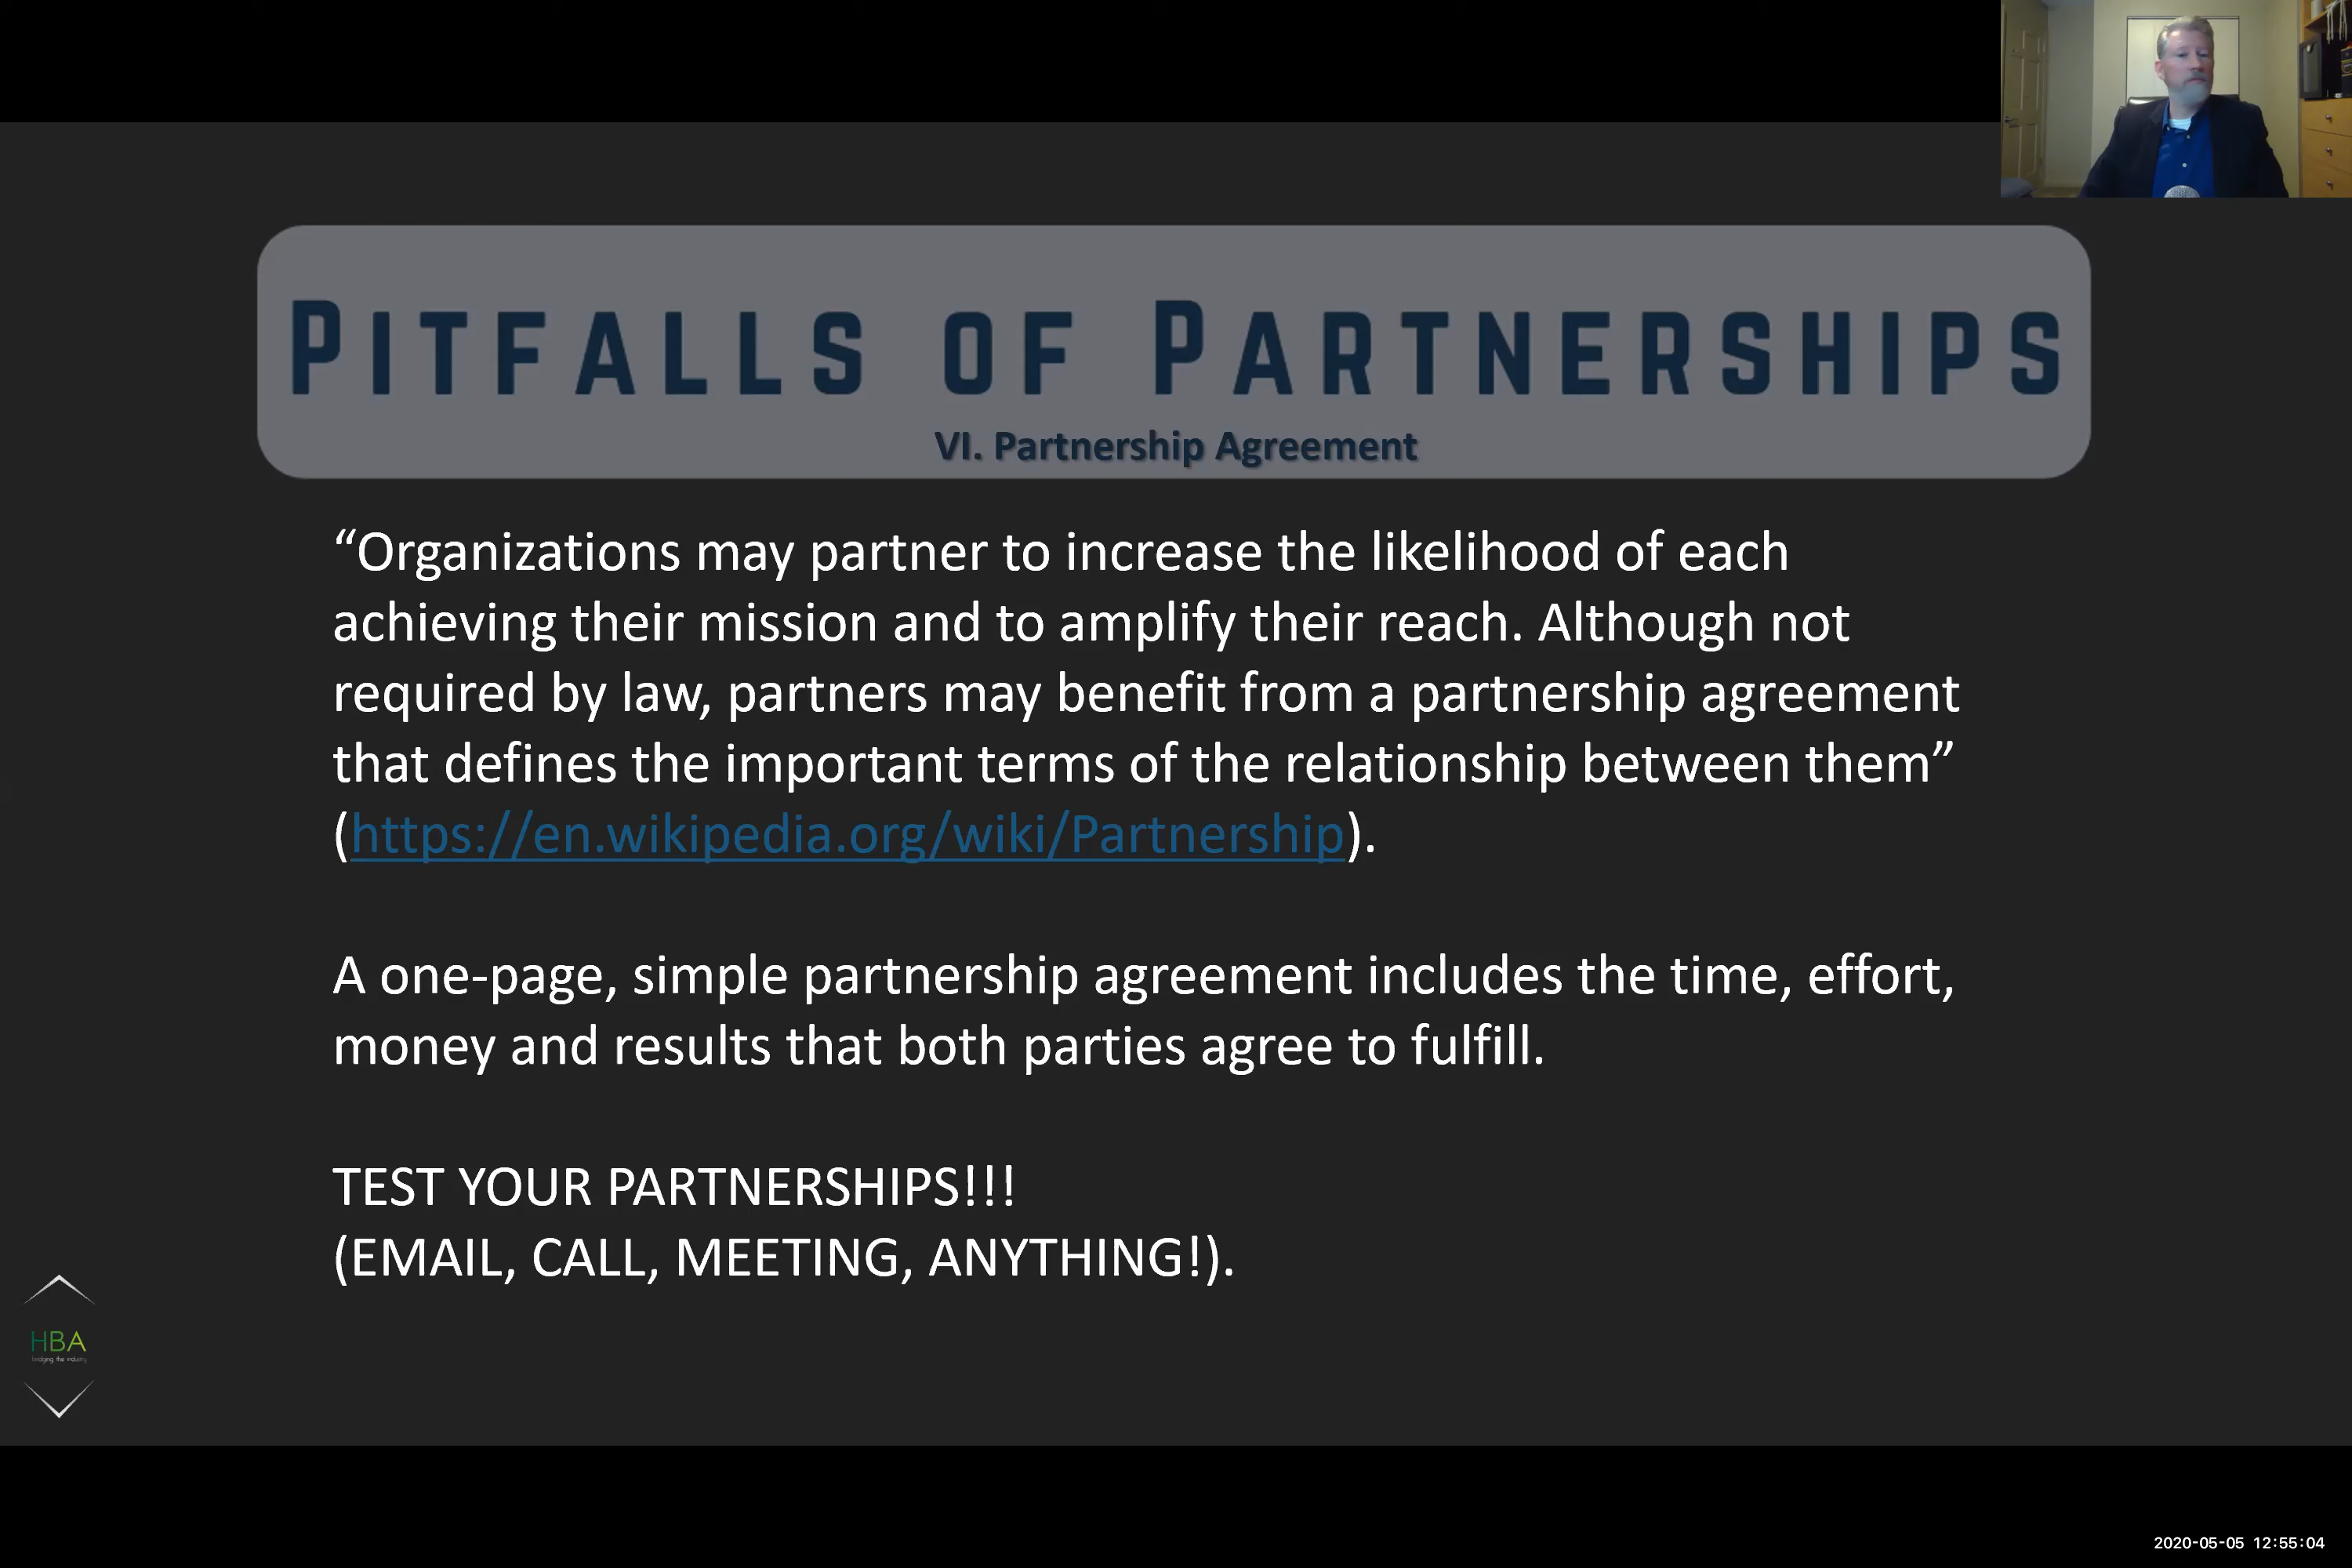 PITFALLS OF PARTNERSHIPS
VI. Partnership Agreement
“Organizations may partner to increase the likelihood of each
achieving their mission and to amplify their reach. Although not
required by law, partners may benefit from a partnership agreement
that defines the important terms of the relationship between them”
(https://en.wikipedia.org/wiki/Partnership).
A one-page, simple partnership agreement includes the time, effort,
money and results that both parties agree to fulfill.
TEST YOUR PARTNERSHIPS!!!
(EMAIL, CALL, MEETING, ANYTHING!).
HBA
bridging the industry
2020-05-05 12:55:04